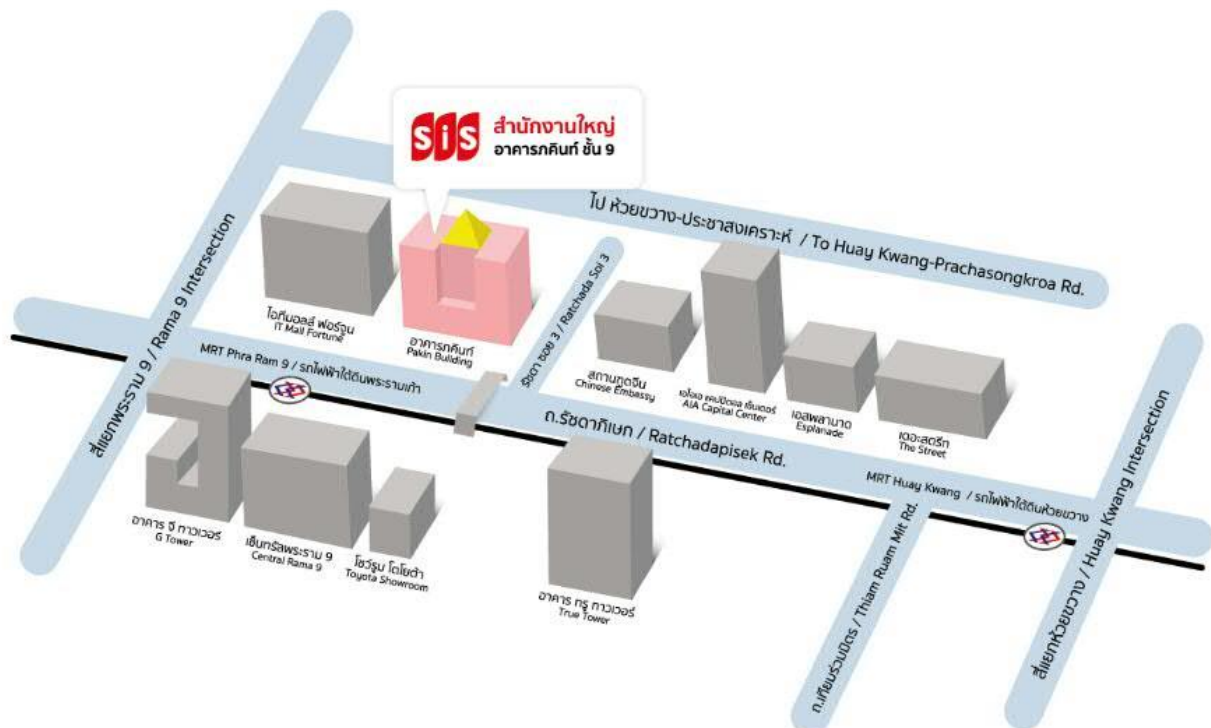 SiS
สำนักงานใหญ่
อาคารภคินท์ ชั้น 9
ไป ห้วยขวาง-ประชาสงเคราะห์ / To Huay Kwang-Prachasongkroa Rd.
สี่แยกพระราม 9 / Rama 9 Intersection
ไอทีมอลล์ ฟอร์จูน
IT Mall Fortune
อาคารภคินท์
Pakin Building
รัชดา ซอย 3 / Ratchada Soi 3
สถานทูตจีน
Chinese Embassy
เอไอเอ แคปปิตอล เซ็นเตอร์
AIA Capital Center
เอสพลานาด
Esplanade
เดอะสตรีท
The Street
MRT Phra Ram 9 / รถไฟฟ้าใต้ดินพระรามเก้า
ถ.รัชดาภิเษก / Ratchadapisek Rd.
MRT Huay Kwang / รถไฟฟ้าใต้ดินห้วยขวาง
อาคาร จี ทาวเวอร์
G Tower
เซ็นทรัลพระราม 9
Central Rama 9
โชว์รูม โตโยต้า
Toyota Showroom
อาคาร ทรู ทาวเวอร์
True Tower
ถ.เทียมร่วมมิตร / Thiam Ruam Mit Rd.
สี่แยกห้วยขวาง / Huay Kwang Intersection